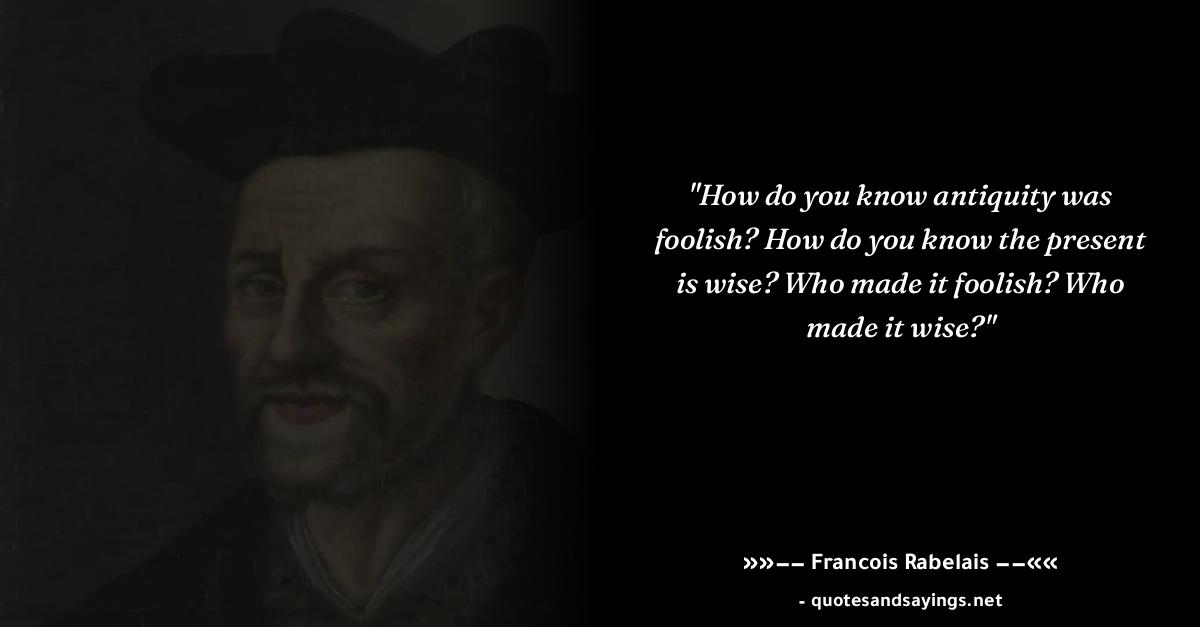 "How do you know antiquity was
foolish? How do you know the present
is wise? Who made it foolish? Who
made it wise?"
»»−− Francois Rabelais −−««
- quotesandsayings.net